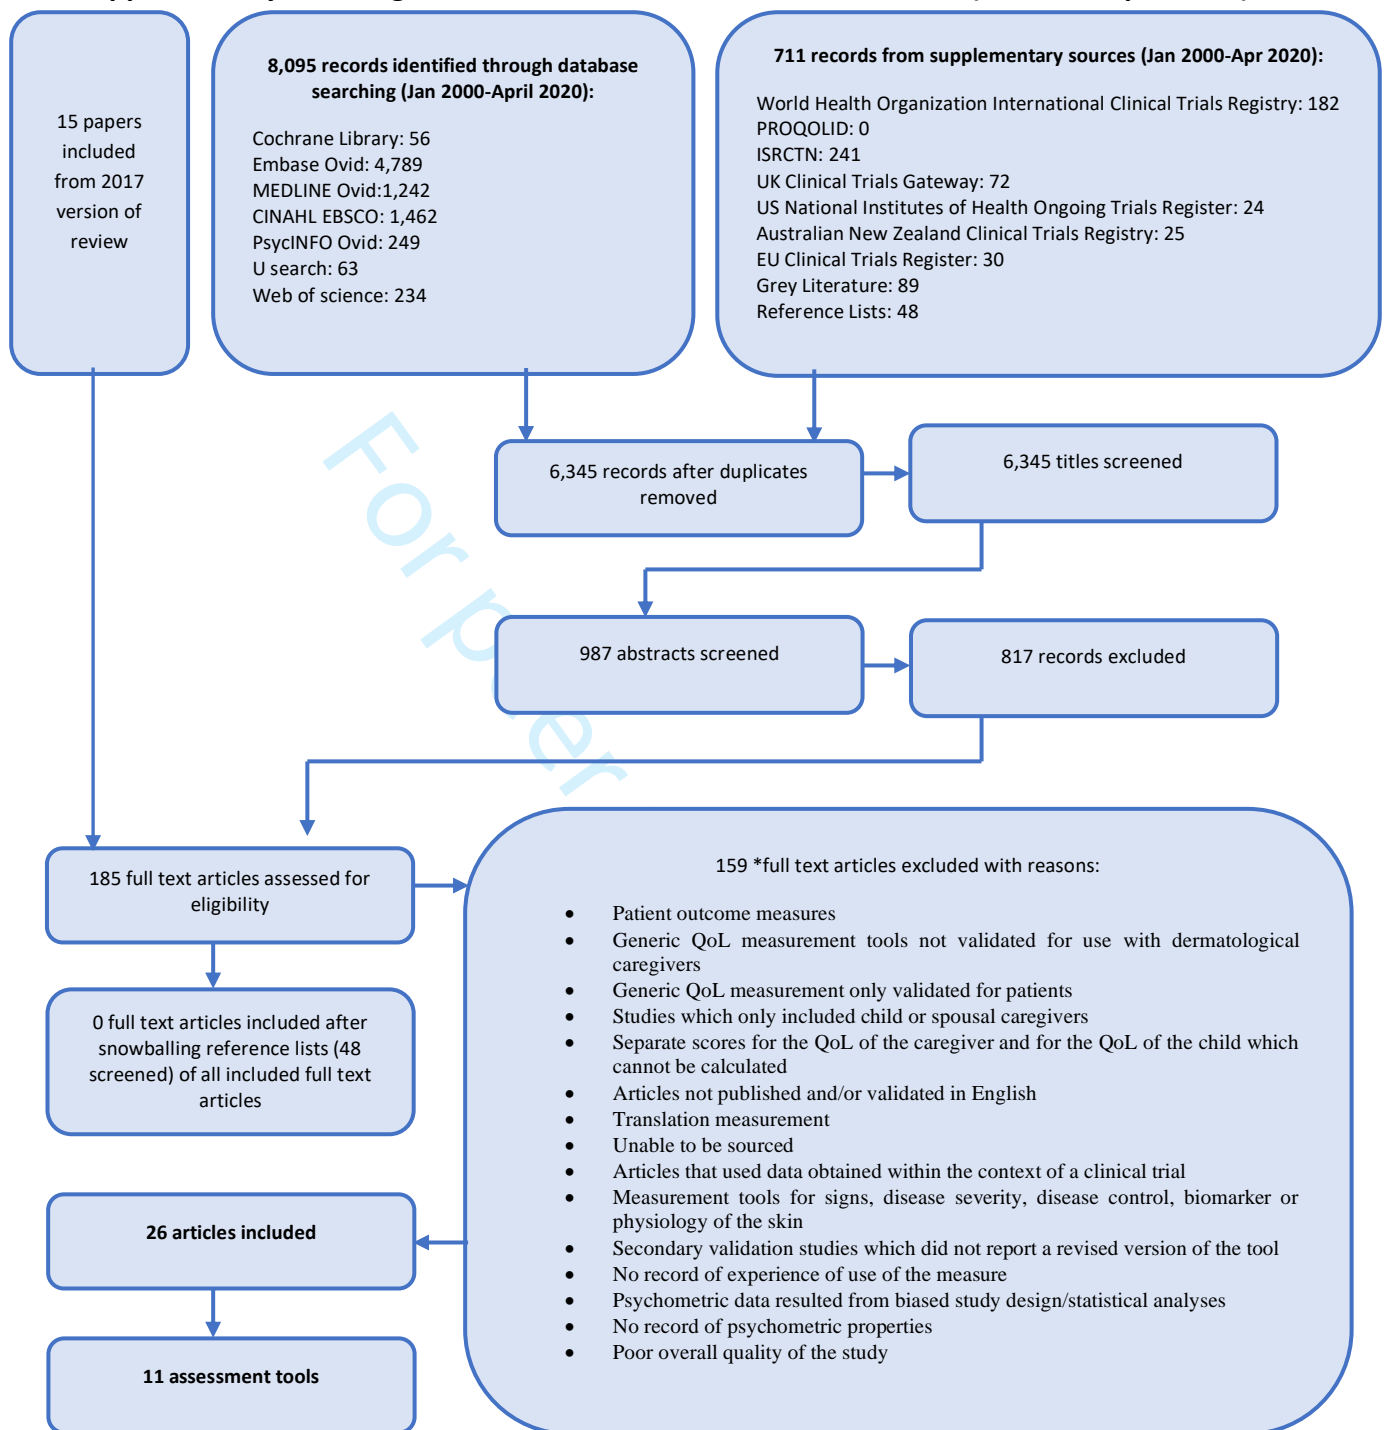 15 papers
included
from 2017
version of
review
8,095 records identified through database
searching (Jan 2000-April 2020):
Cochrane Library: 56
Embase Ovid: 4,789
MEDLINE Ovid:1,242
CINAHL EBSCO: 1,462
PsycINFO Ovid: 249
U search: 63
Web of science: 234
711 records from supplementary sources (Jan 2000-Apr 2020):
World Health Organization International Clinical Trials Registry: 182
PROQOLID: 0
ISRCTN: 241
UK Clinical Trials Gateway: 72
US National Institutes of Health Ongoing Trials Register: 24
Australian New Zealand Clinical Trials Registry: 25
EU Clinical Trials Register: 30
Grey Literature: 89
Reference Lists: 48
6,345 records after duplicates
removed
6,345 titles screened
987 abstracts screened
817 records excluded
For peer
185 full text articles assessed for
eligibility
0 full text articles included after
snowballing reference lists (48
screened) of all included full text
articles
159 *full text articles excluded with reasons:
• Patient outcome measures
• Generic QoL measurement tools not validated for use with dermatological
caregivers
• Generic QoL measurement only validated for patients
• Studies which only included child or spousal caregivers
• Separate scores for the QoL of the caregiver and for the QoL of the child which
cannot be calculated
• Articles not published and/or validated in English
• Translation measurement
• Unable to be sourced
• Articles that used data obtained within the context of a clinical trial
• Measurement tools for signs, disease severity, disease control, biomarker or
physiology of the skin
• Secondary validation studies which did not report a revised version of the tool
• No record of experience of use of the measure
• Psychometric data resulted from biased study design/statistical analyses
• No record of psychometric properties
• Poor overall quality of the study
26 articles included
11 assessment tools